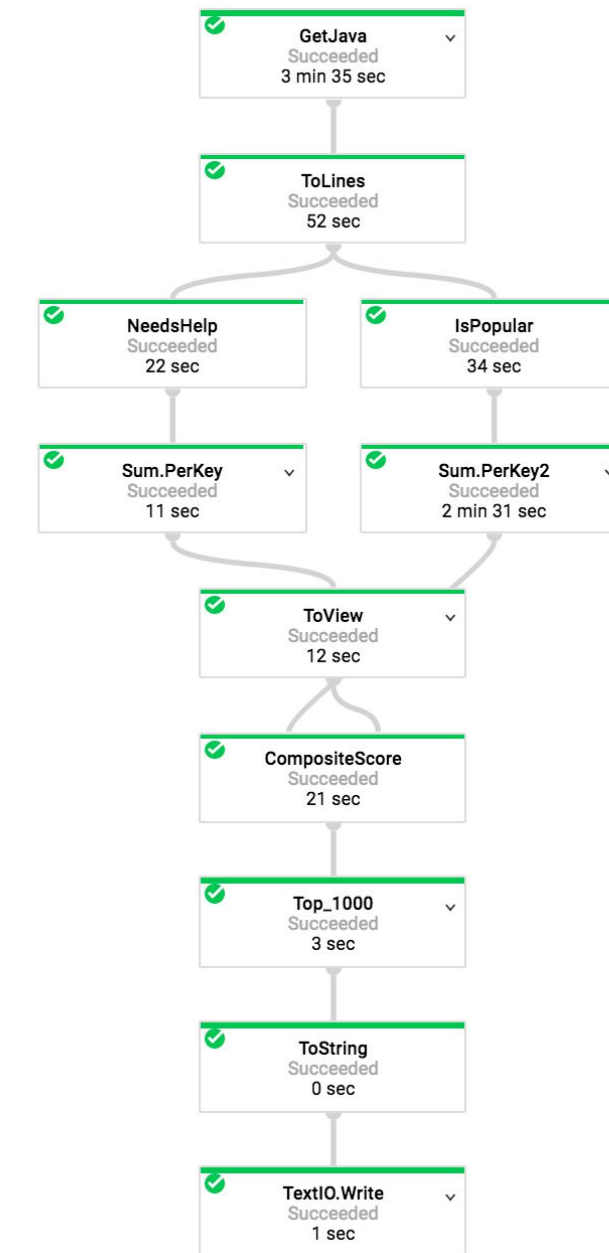 GetJava
Succeeded
3 min 35 sec
ToLines
Succeeded
52 sec
NeedsHelp
Succeeded
22 sec
IsPopular
Succeeded
34 sec
Sum.PerKey
Succeeded
11 sec
Sum.PerKey2
Succeeded
2 min 31 sec
ToView
Succeeded
12 sec
CompositeScore
Succeeded
21 sec
Top_1000
Succeeded
3 sec
ToString
Succeeded
0 sec
TextIO.Write
Succeeded
1 sec